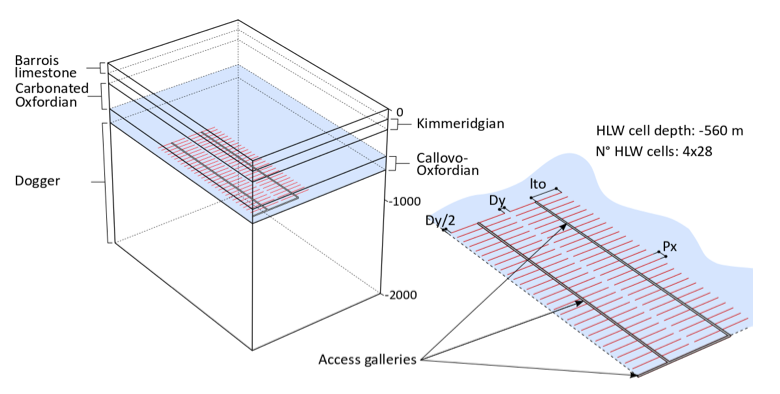 Barrois
limestone
Carbonated
Oxfordian
Dogger
0
Kimmeridgian
Callovo-
Oxfordian
-1000
-2000
HLW cell depth: -560 m
N° HLW cells: 4x28
Ito
Dy
Dy/2
Px
Access galleries